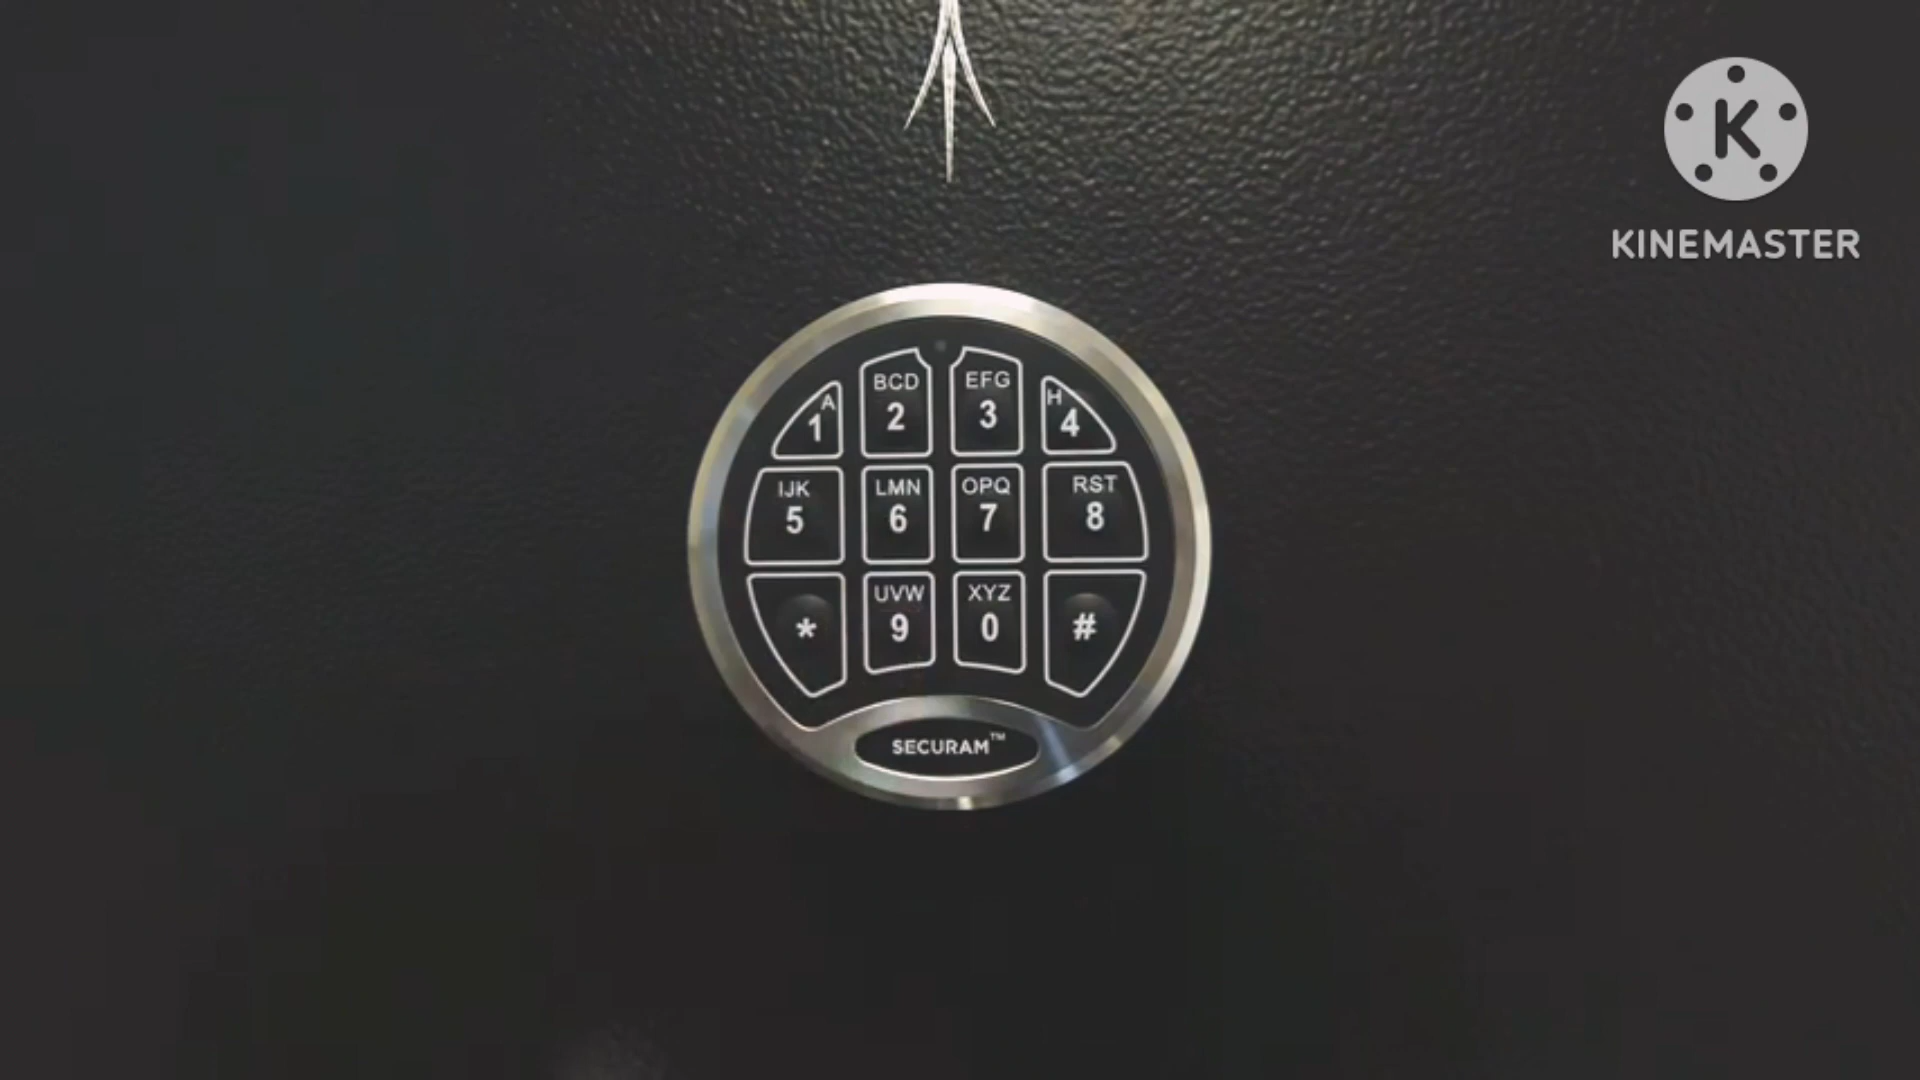 K
KINEMASTER
A BCD EFG H
1 2 3 4
IJK LMN OPQ RST
5 6 7 8
UVW XYZ
* 9 0 #
SECURAM™